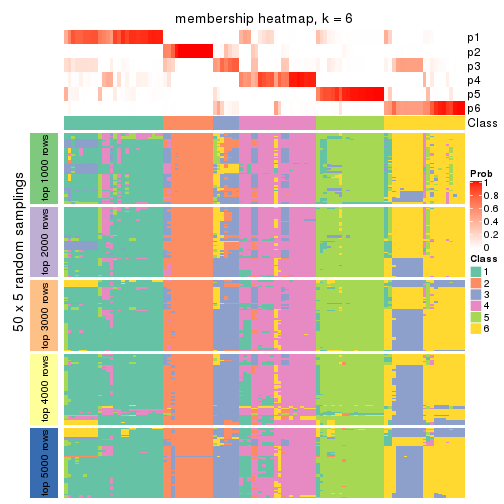 membership heatmap, k = 6
p1
p2
p3
p4
p5
p6
Class
50 x 5 random samplings
top 1000 rows
top 2000 rows
top 3000 rows
top 4000 rows
top 5000 rows
Prob
1
0.8
0.6
0.4
0.2
0
Class
1
2
3
4
5
6